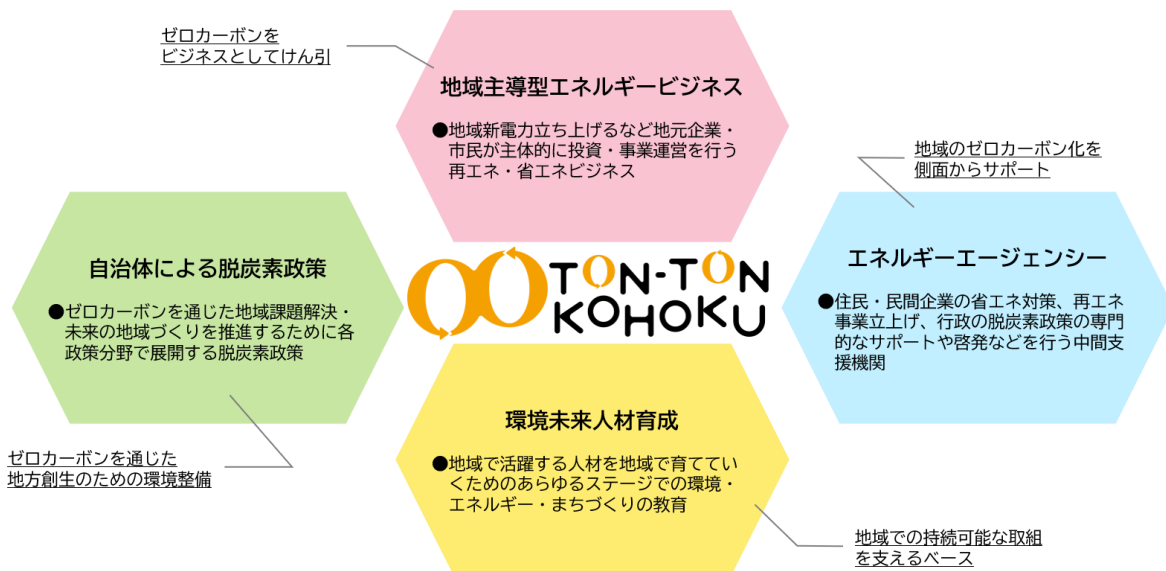 ゼロカーボンを
ビジネスとしてけん引
地域主導型エネルギービジネス
●地域新電力立ち上げるなど地元企業・
市民が主体的に投資・事業運営を行う
再エネ・省エネビジネス
地域のゼロカーボン化を
側面からサポート
自治体による脱炭素政策
●ゼロカーボンを通じた地域課題解決・
未来の地域づくりを推進するために各
政策分野で展開する脱炭素政策
TON-TON
KOHOKU
エネルギーエージェンシー
●住民・民間企業の省エネ対策、再エネ
事業立上げ、行政の脱炭素政策の専門
的なサポートや啓発などを行う中間支
援機関
環境未来人材育成
●地域で活躍する人材を地域で育ててい
くためのあらゆるステージでの環境・
エネルギー・まちづくりの教育
ゼロカーボンを通じた
地方創生のための環境整備
地域での持続可能な取組
を支えるベース